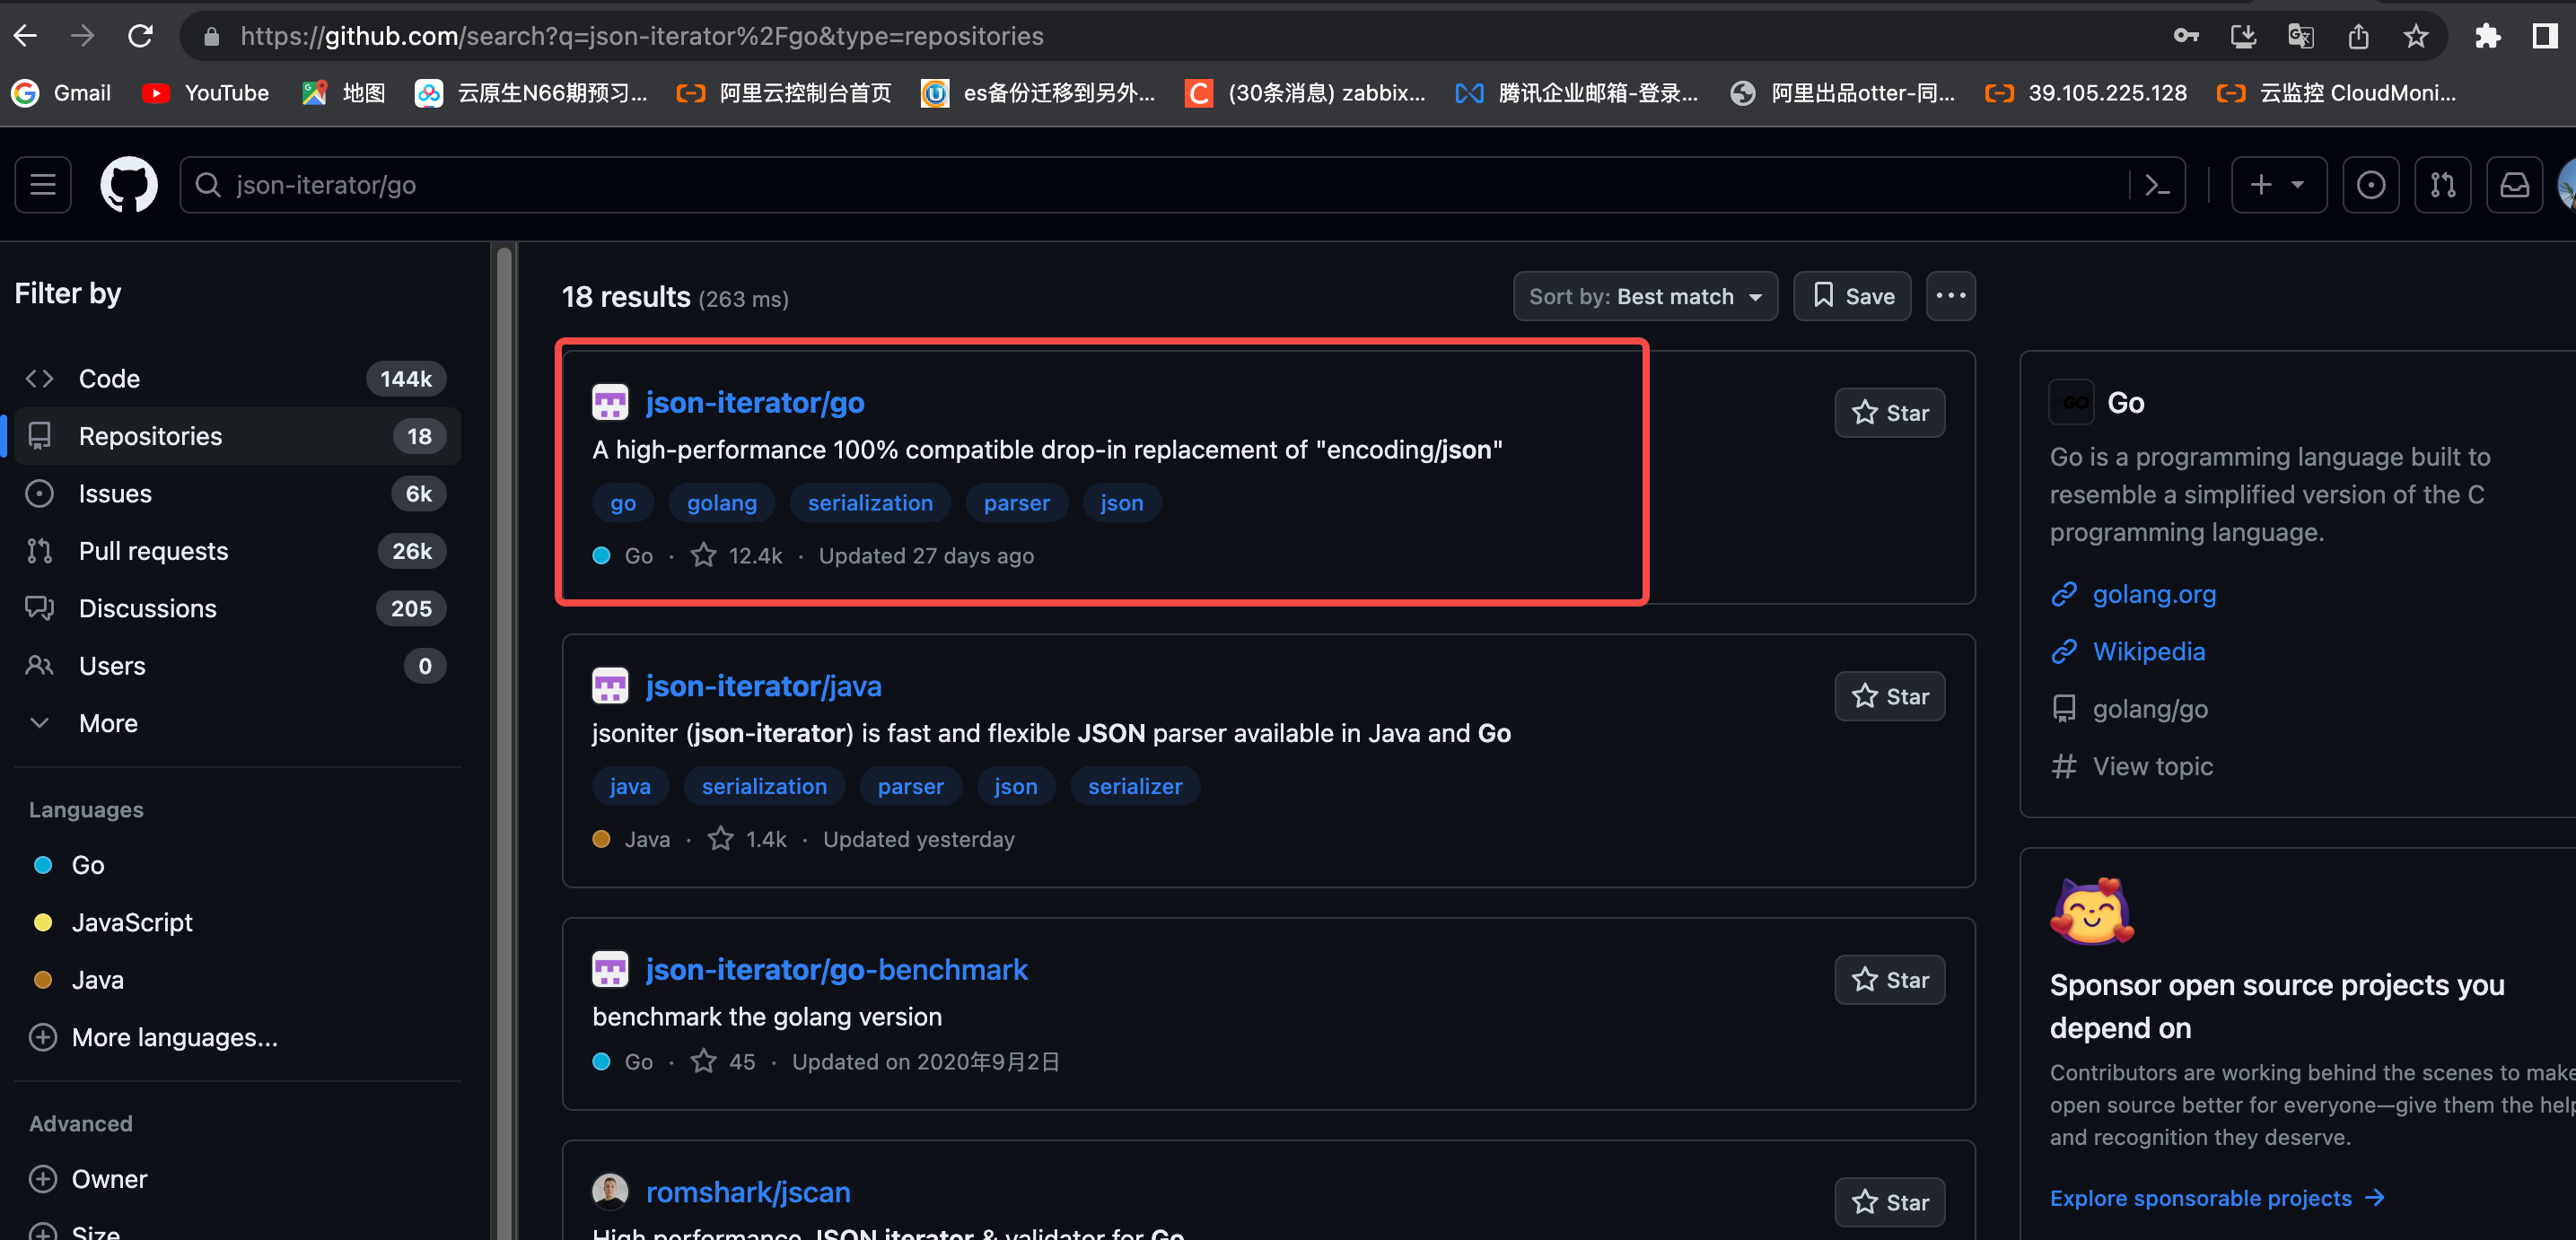 https://github.com/search?q=json-iterator%2Fgo&type=repositories
Gmail YouTube 地图 云原生N66期预习... 阿里云控制台首页 es备份迁移到另外... (30条消息) zabbix... 腾讯企业邮箱-登录... 阿里出品otter-同... 39.105.225.128 云监控 CloudMoni...
json-iterator/go
Filter by
Code 144k
Repositories 18
Issues 6k
Pull requests 26k
Discussions 205
Users 0
More
Languages
Go
JavaScript
Java
More languages...
Advanced
Owner
Size
18 results (263 ms)
Sort by: Best match Save
json-iterator/go
Star
A high-performance 100% compatible drop-in replacement of "encoding/json"
go golang serialization parser json
Go · 12.4k · Updated 27 days ago
json-iterator/java
Star
jsoniter (json-iterator) is fast and flexible JSON parser available in Java and Go
java serialization parser json serializer
Java · 1.4k · Updated yesterday
json-iterator/go-benchmark
Star
benchmark the golang version
Go · 45 · Updated on 2020年9月2日
romshark/jscan
Star
High performance JSON iterator & validator for Go
GO Go
Go is a programming language built to
resemble a simplified version of the C
programming language.
golang.org
Wikipedia
golang/go
View topic
Sponsor open source projects you
depend on
Contributors are working behind the scenes to make
open source better for everyone—give them the help
and recognition they deserve.
Explore sponsorable projects →